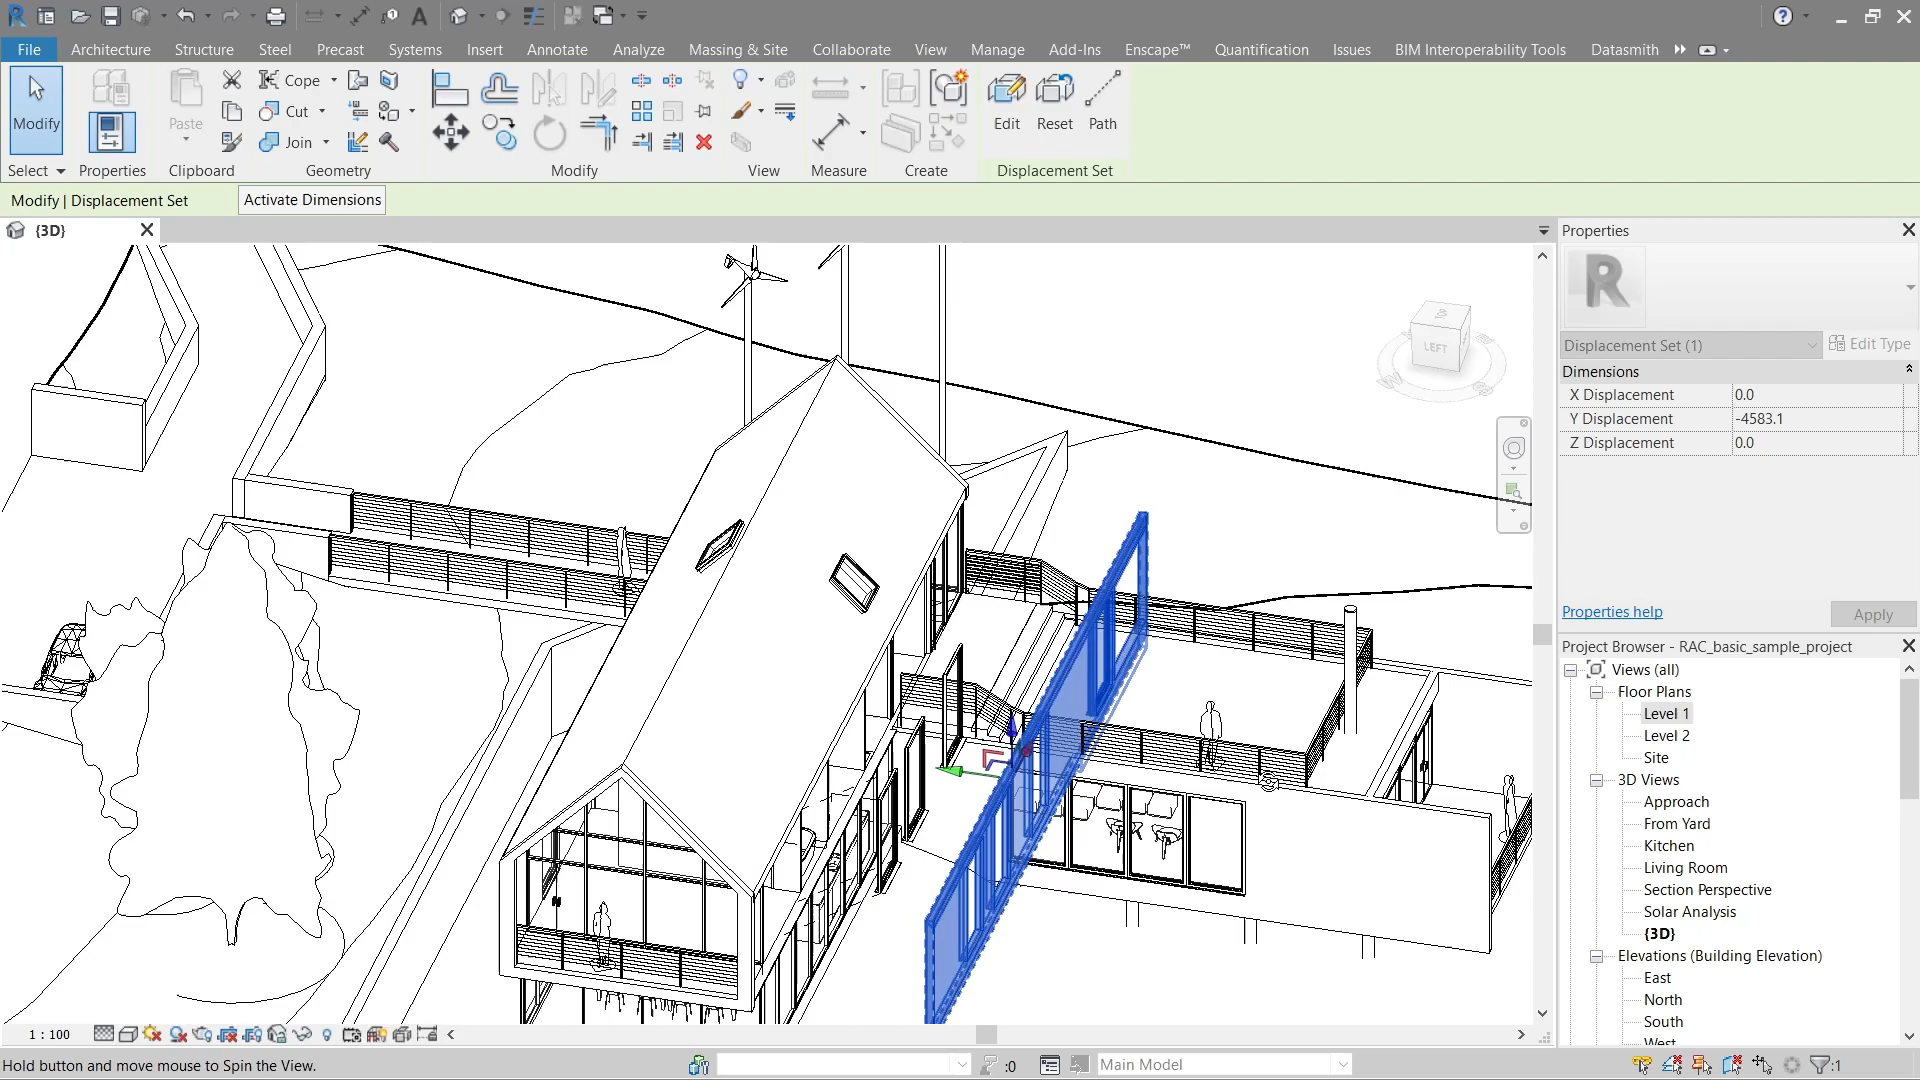 File Architecture Structure Steel Precast Systems Insert Annotate Analyze Massing & Site Collaborate View Manage Add-Ins Enscape™ Quantification Issues BIM Interoperability Tools Datasmith
Modify
Paste
Cope
Cut
Join
Edit Reset Path
Select Properties Clipboard Geometry Modify View Measure Create Displacement Set
Modify | Displacement Set Activate Dimensions
{3D}
LEFT
Properties
Displacement Set (1) Edit Type
Dimensions
X Displacement 0.0
Y Displacement -4583.1
Z Displacement 0.0
Properties help Apply
Project Browser - RAC_basic_sample_project
Views (all)
Floor Plans
Level 1
Level 2
Site
3D Views
Approach
From Yard
Kitchen
Living Room
Section Perspective
Solar Analysis
{3D}
Elevations (Building Elevation)
East
North
South
West
1 : 100
Hold button and move mouse to Spin the View. :0 Main Model :1